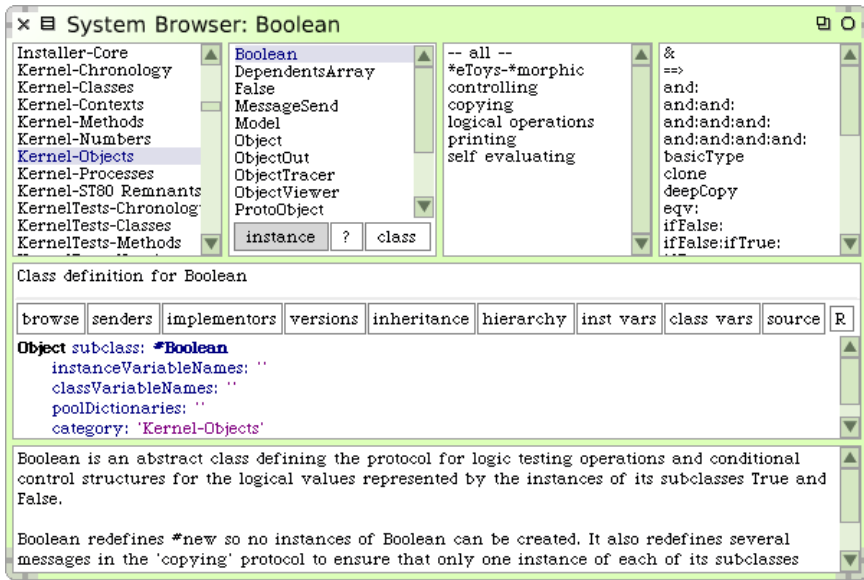 System Browser: Boolean
Installer-Core
Kernel-Chronology
Kernel-Classes
Kernel-Contexts
Kernel-Methods
Kernel-Numbers
Kernel-Objects
Kernel-Processes
Kernel-ST80 Remnants
KernelTests-Chronolog
KernelTests-Classes
KernelTests-Methods
Boolean
DependentsArray
False
MessageSend
Model
Object
ObjectOut
ObjectTracer
ObjectViewer
ProtoObject
instance ? class
-- all --
*eToys-*morphic
controlling
copying
logical operations
printing
self evaluating
&
==>
and:
and:and:
and:and:and:
and:and:and:and:
basicType
clone
deepCopy
eqv:
ifFalse:
ifFalse:ifTrue:
Class definition for Boolean
browse senders implementors versions inheritance hierarchy inst vars class vars source R
Object subclass: #Boolean
instanceVariableNames: ''
classVariableNames: ''
poolDictionaries: ''
category: 'Kernel-Objects'
Boolean is an abstract class defining the protocol for logic testing operations and conditional
control structures for the logical values represented by the instances of its subclasses True and
False.
Boolean redefines #new so no instances of Boolean can be created. It also redefines several
messages in the 'copying' protocol to ensure that only one instance of each of its subclasses